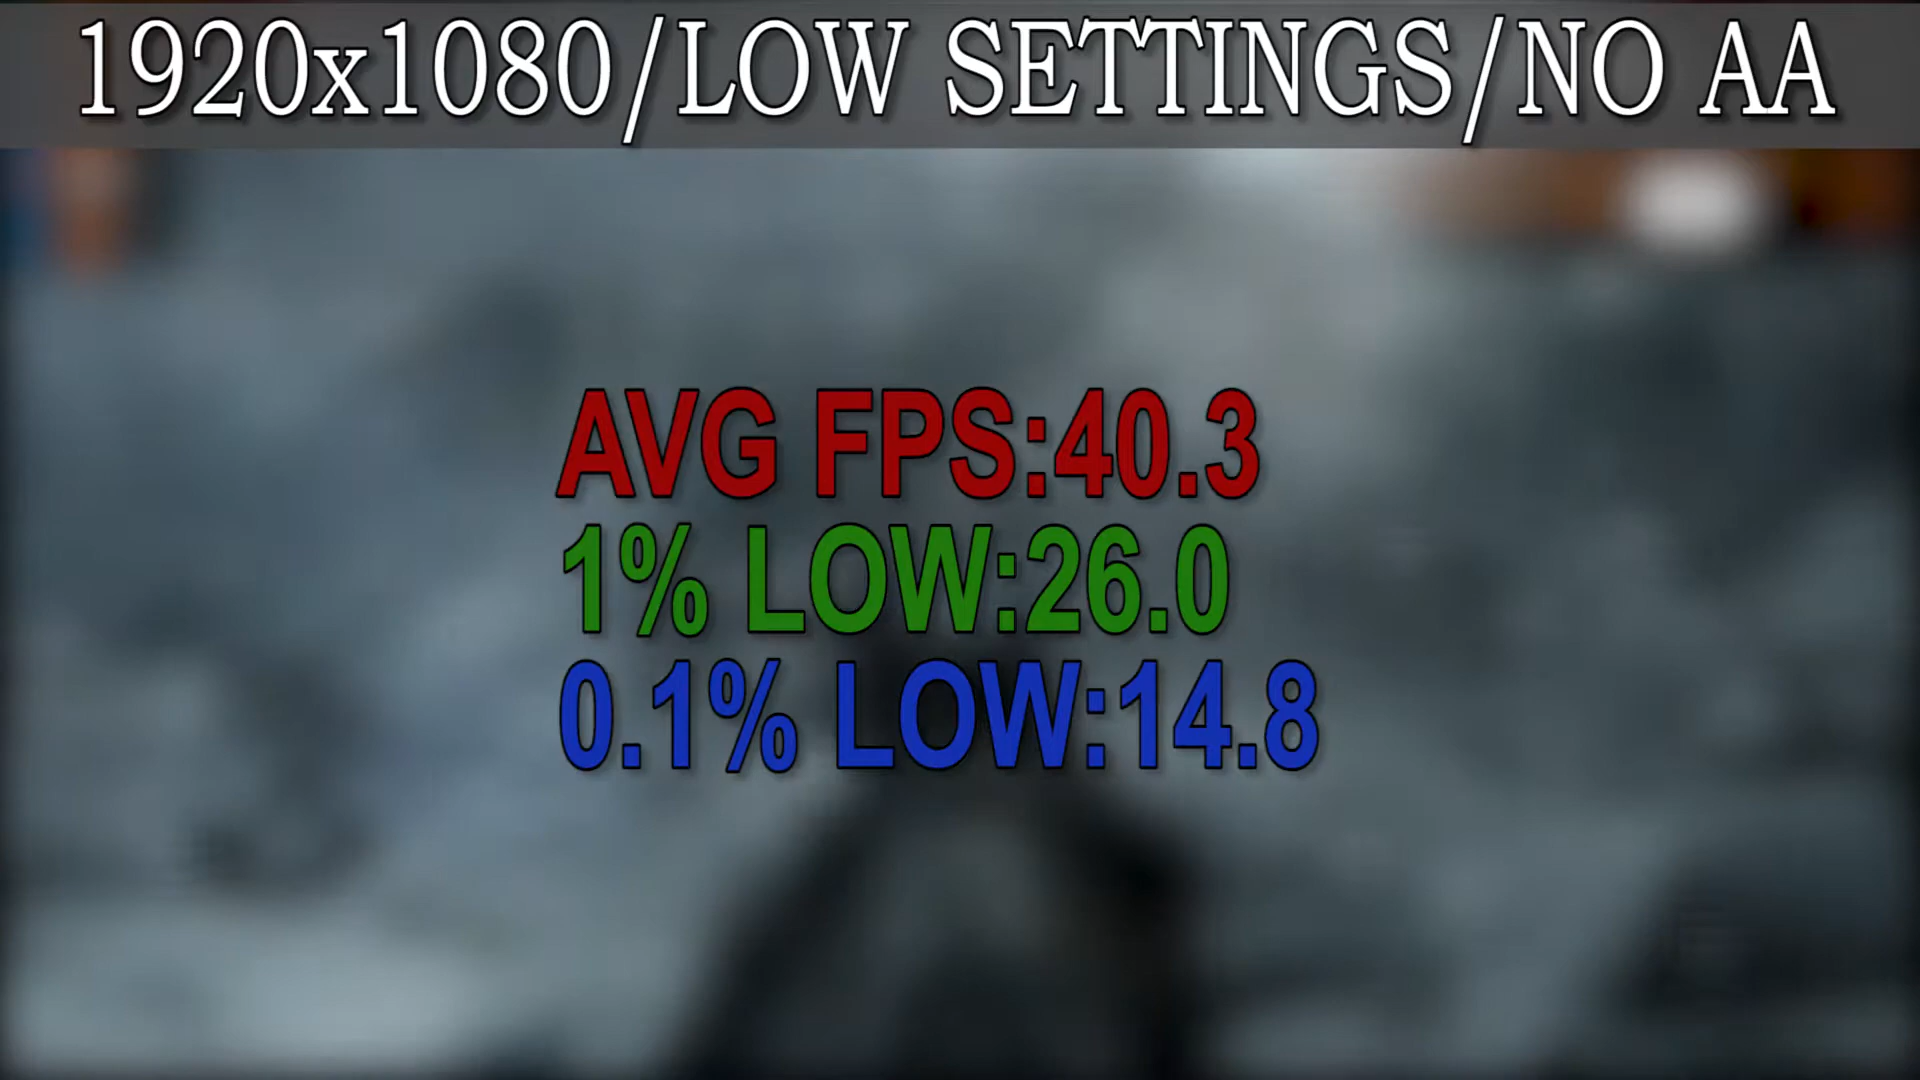 1920x1080/LOW SETTINGS/NO AA
AVG FPS:40.3
1% LOW:26.0
0.1% LOW:14.8